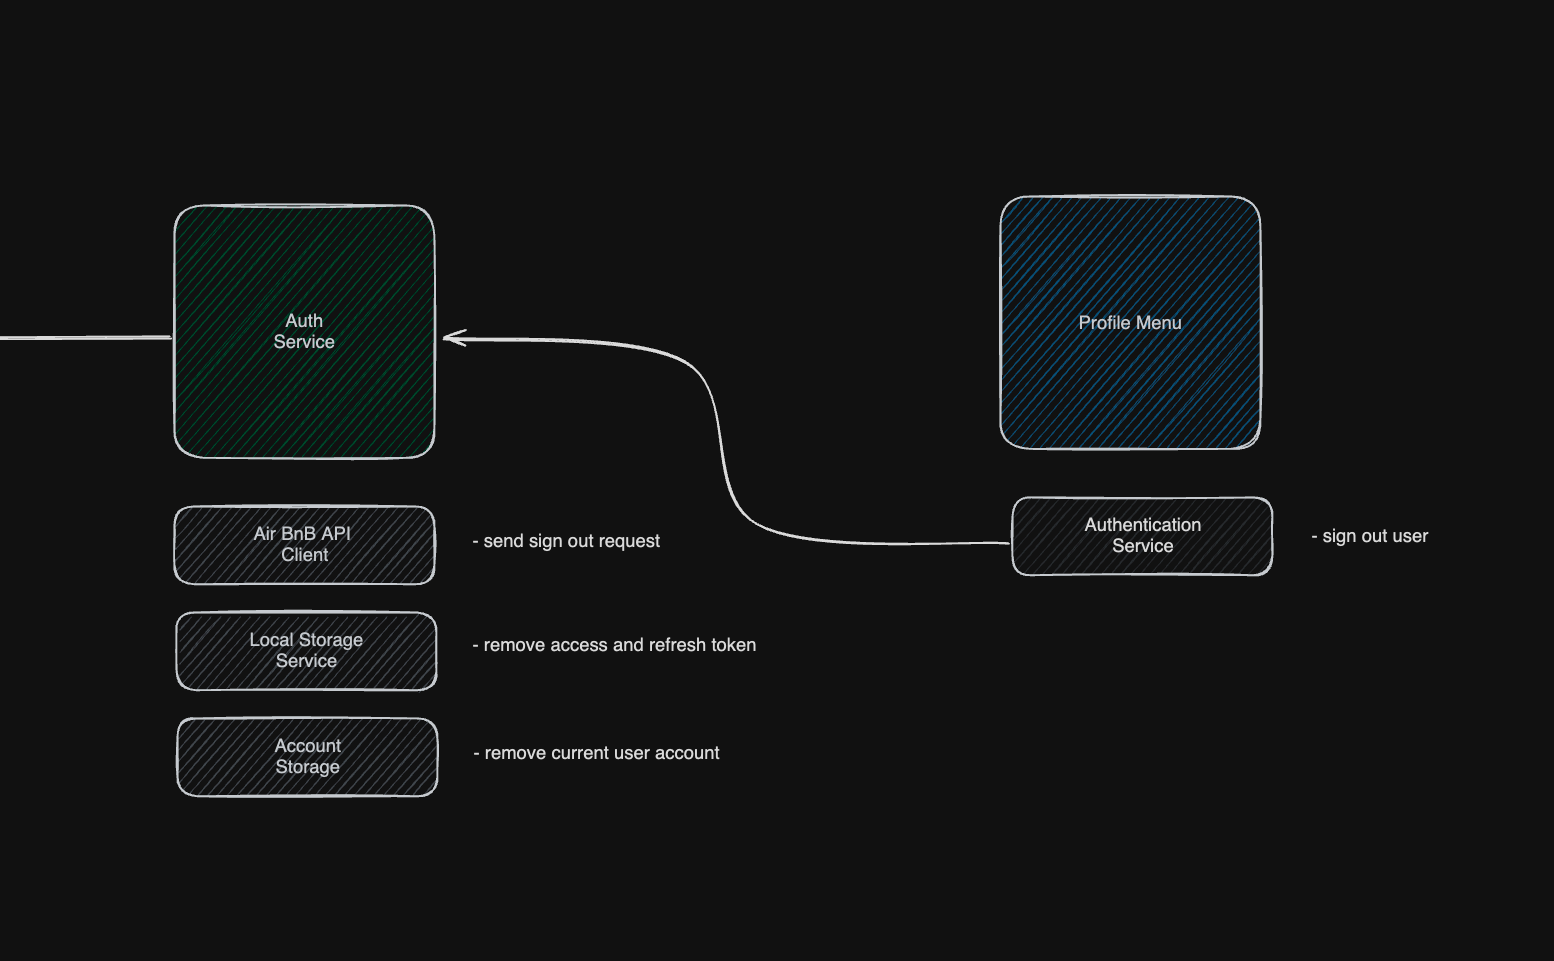 Auth
Service
Profile Menu
Air BnB API
Client
- send sign out request
Authentication
Service
- sign out user
Local Storage
Service
- remove access and refresh token
Account
Storage
- remove current user account